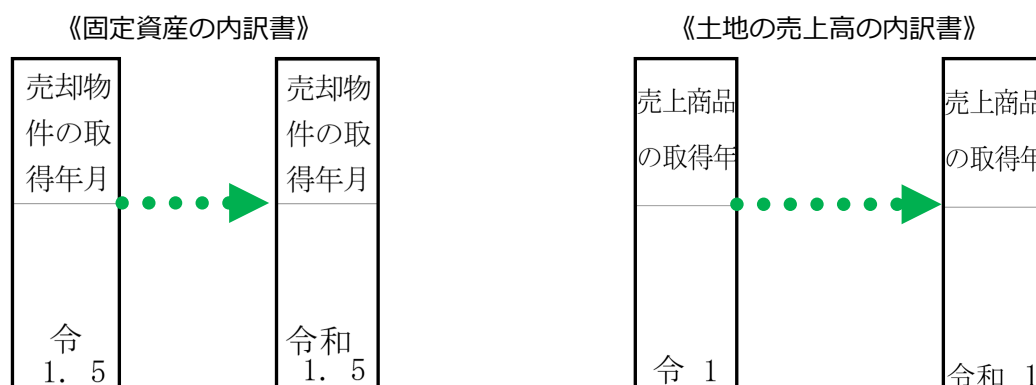 《固定資産の内訳書》
売却物
件の取
得年月
令
1. 5
売却物
件の取
得年月
令和
1. 5
《土地の売上高の内訳書》
売上商品
の取得年
令 1
売上商品
の取得年
令和 1